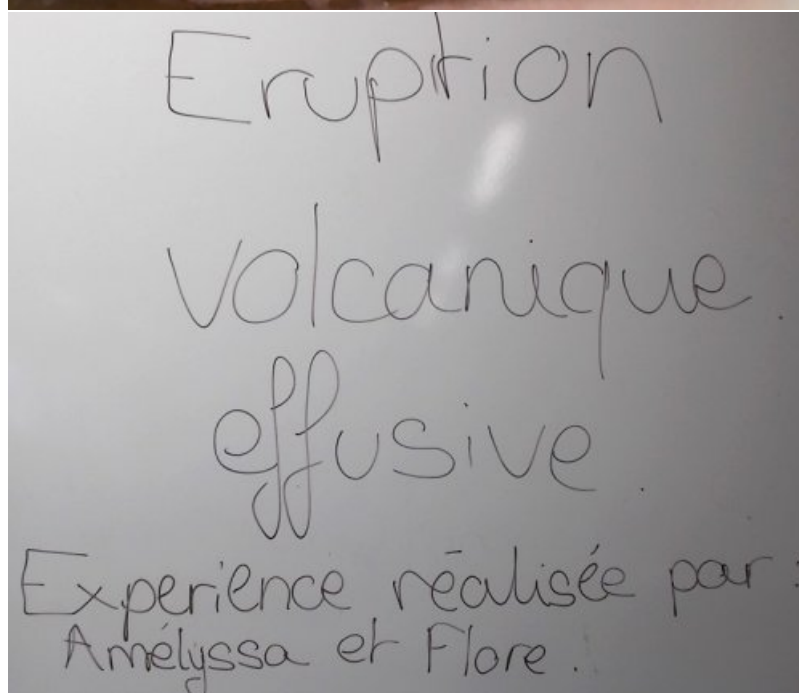 Eruption
volcanique.
effusive.
Experience réalisée par :
Amélyssa et Flore.